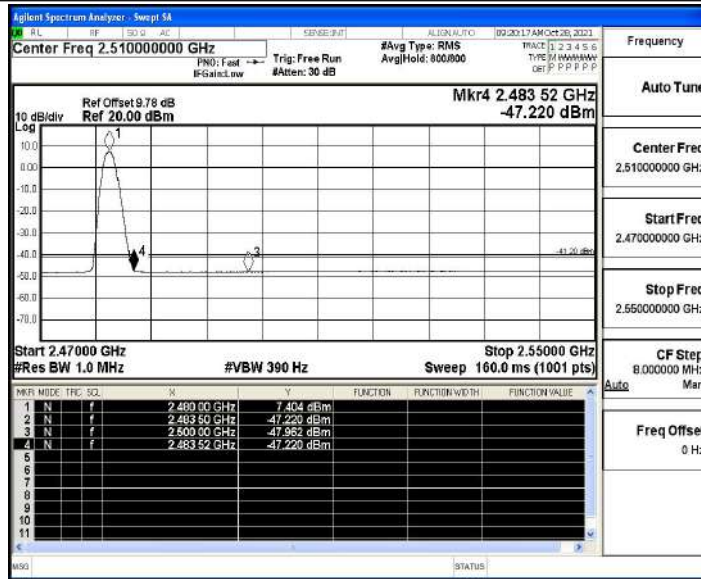 Agilent Spectrum Analyzer - Swept SA
RL RF 50 Ω AC SENSE:INT ALIGN AUTO 09:20:17 AM Oct 28, 2021
Center Freq 2.510000000 GHz
PNO: Fast Trig: Free Run #Avg Type: RMS TRACE 1 2 3 4 5 6
IFGain:Low #Atten: 30 dB Avg|Hold: 800/800 TYPE
DET P P P P P P
Mkr4 2.483 52 GHz
-47.220 dBm
Ref Offset 9.78 dB
10 dB/div Ref 20.00 dBm
Log
10.0
0.00
-10.0
-20.0
-30.0
-40.0
-50.0
-60.0
-70.0
1
4
3
-41.20 dBm
Start 2.47000 GHz Stop 2.55000 GHz
#Res BW 1.0 MHz #VBW 390 Hz Sweep 160.0 ms (1001 pts)
MKR MODE TRC SCL X Y FUNCTION FUNCTION WIDTH FUNCTION VALUE
1 N f 2.480 00 GHz 7.404 dBm
2 N f 2.483 50 GHz -47.220 dBm
3 N f 2.500 00 GHz -47.962 dBm
4 N f 2.483 52 GHz -47.220 dBm
5
6
7
8
9
10
11
MSG STATUS
Frequency
Auto Tune
Center Freq
2.510000000 GHz
Start Freq
2.470000000 GHz
Stop Freq
2.550000000 GHz
CF Step
8.000000 MHz
Auto Man
Freq Offset
0 Hz